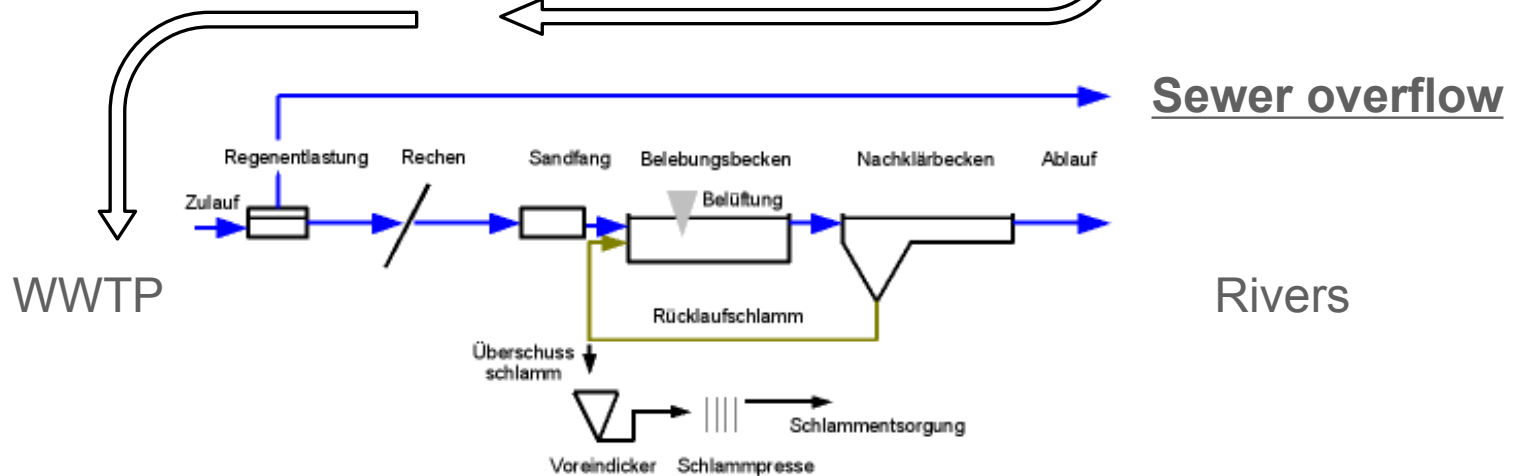 Sewer overflow
Regenentlastung
Rechen
Sandfang
Belebungsbecken
Nachklärbecken
Ablauf
Zulauf
Belüftung
WWTP
Rivers
Rücklaufschlamm
Überschuss
schlamm
Schlammentsorgung
Voreindicker
Schlammpresse